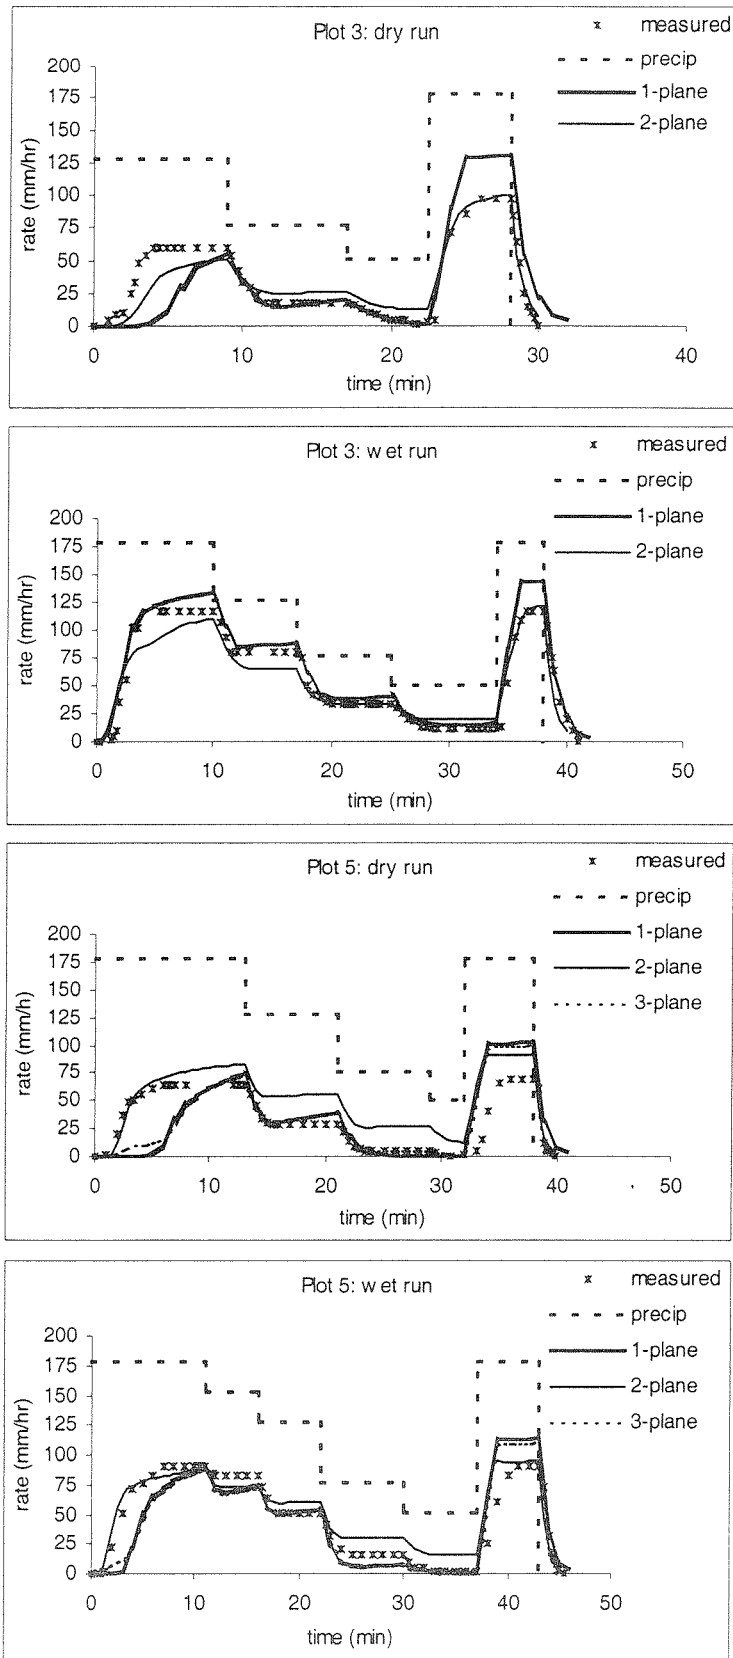 Plot 3: dry run
measured
precip
1-plane
2-plane
200
175
150
125
100
75
50
25
0
rate (mm/hr)
0 10 20 30 40
time (min)
Plot 3: wet run
measured
precip
1-plane
2-plane
200
175
150
125
100
75
50
25
0
rate (mm/hr)
0 10 20 30 40 50
time (min)
Plot 5: dry run
measured
precip
1-plane
2-plane
3-plane
200
175
150
125
100
75
50
25
0
rate (mm/h)
0 10 20 30 40 50
time (min)
Plot 5: wet run
measured
precip
1-plane
2-plane
3-plane
200
175
150
125
100
75
50
25
0
rate (mm/hr)
0 10 20 30 40 50
time (min)